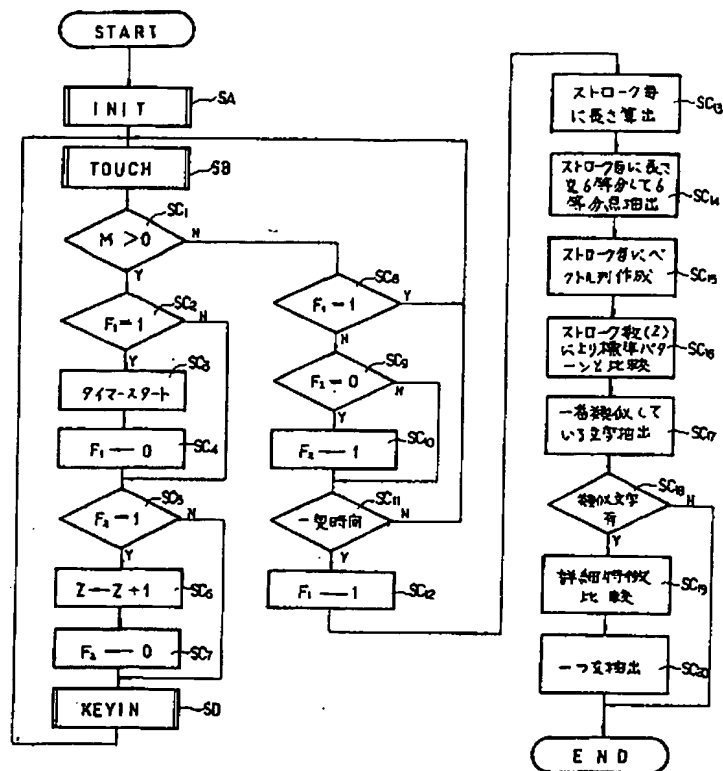 START
INIT
SA
TOUCH
SB
SC1
M > 0
N
Y
SC2
F1 = 1
N
Y
SC3
タイマースタート
F1 ← 0
SC4
SC5
F2 = 1
N
Y
Z ← Z + 1
SC6
F2 ← 0
SC7
KEYIN
SD
SC8
F1 = 1
Y
N
SC9
F2 = 0
N
Y
SC10
F2 ← 1
SC11
一定時間
N
Y
F1 ← 1
SC12
ストローク毎
に長さ算出
SC13
ストローク毎に長さ
を6等分して6
等分点抽出
SC14
ストローク毎にベ
クトル列作成
SC15
ストローク数(Z)
により標準パタ
ーンと比較
SC16
一番類似して
いる文字抽出
SC17
SC18
類似文字
有
N
Y
詳細特徴
比較
SC19
一つを抽出
SC20
END